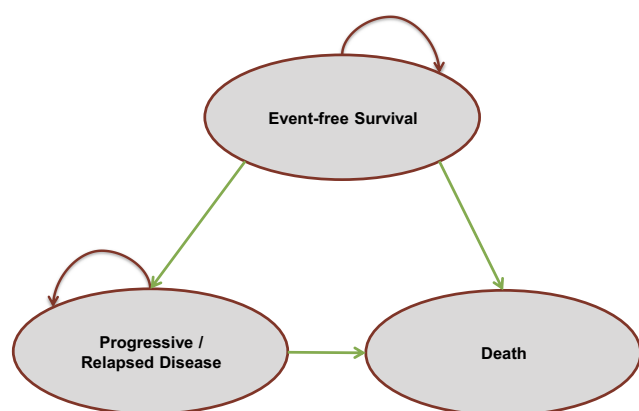 Event-free Survival
Progressive /
Relapsed Disease
Death